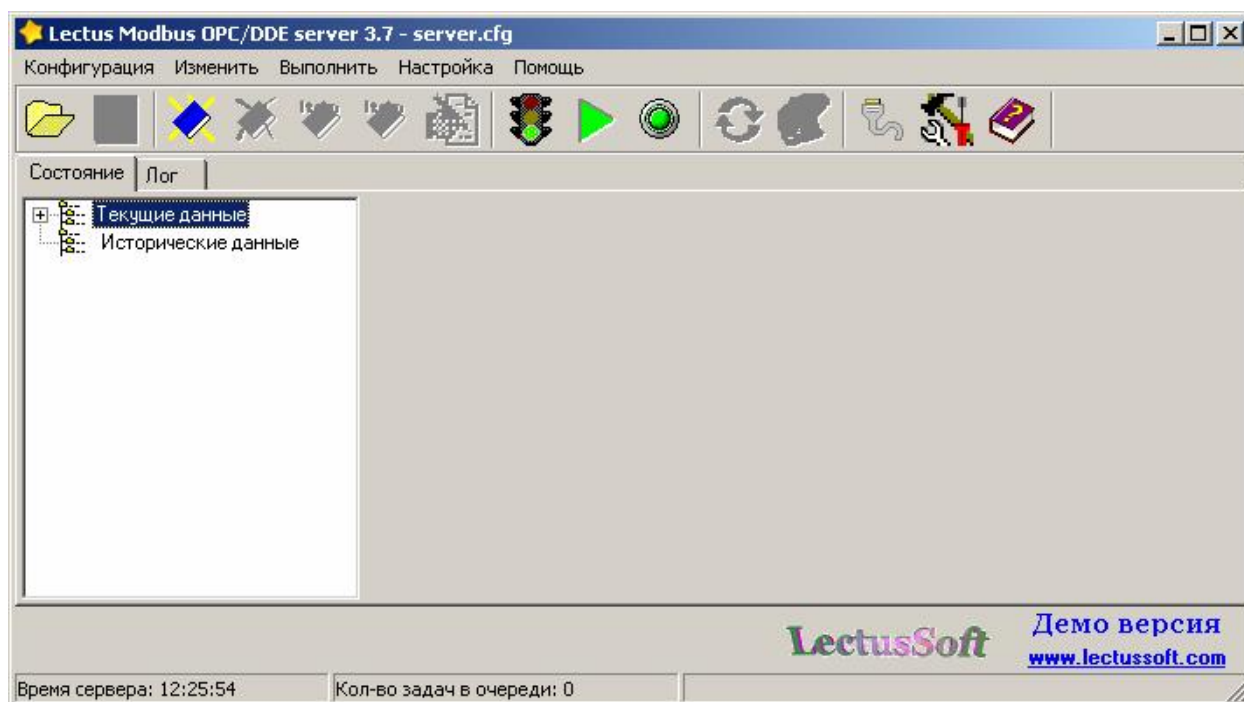 Lectus Modbus OPC/DDE server 3.7 - server.cfg
Конфигурация Изменить Выполнить Настройка Помощь
Состояние Лог
Текущие данные
Исторические данные
LectusSoft
Демо версия
www.lectussoft.com
Время сервера: 12:25:54 Кол-во задач в очереди: 0